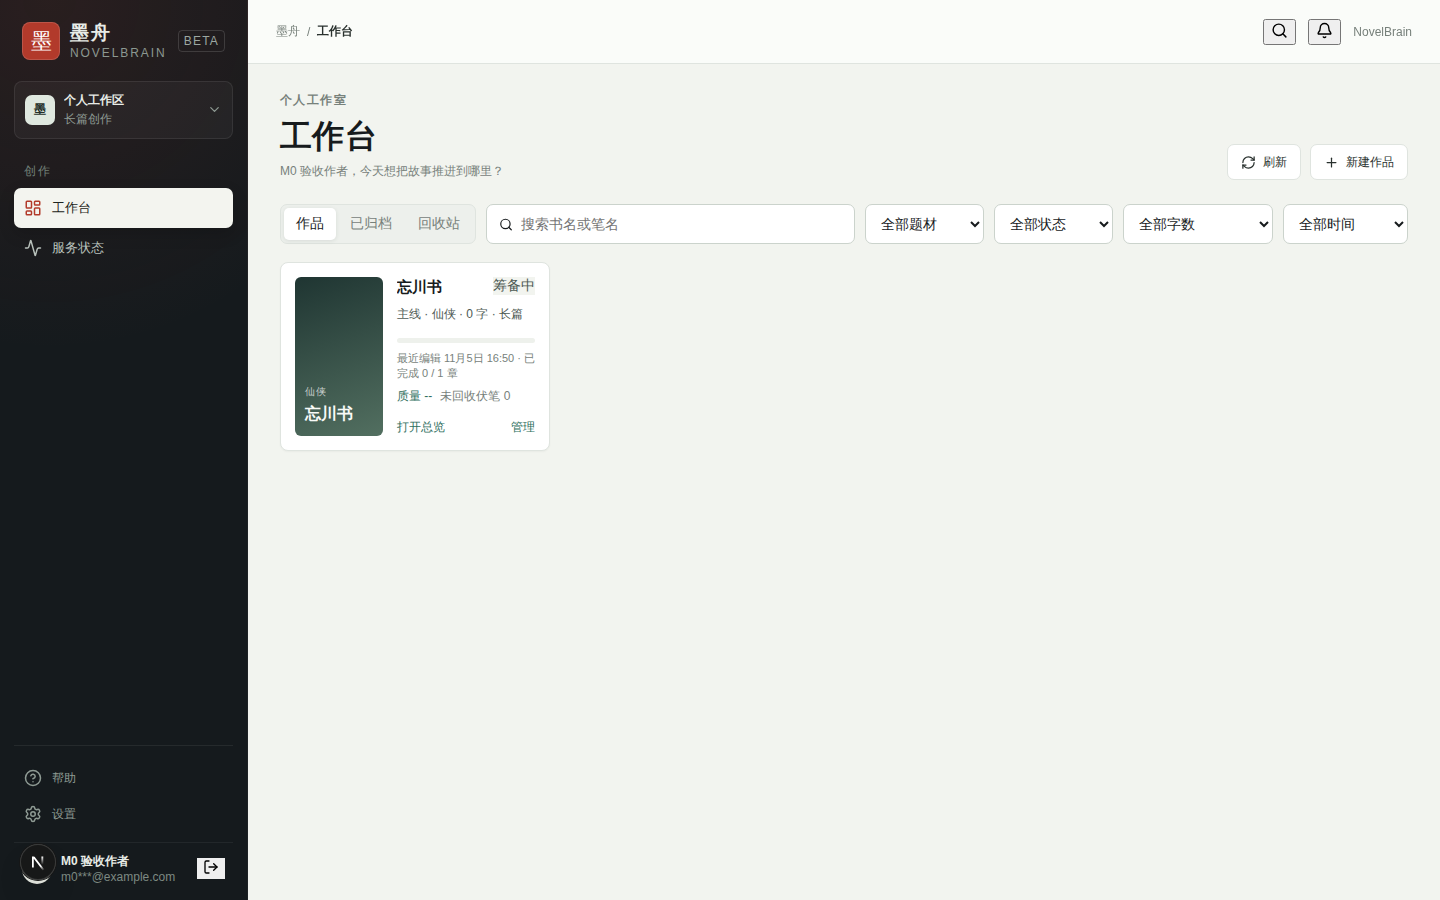 墨
墨舟
NOVELBRAIN
BETA
墨
个人工作区
长篇创作
创作
工作台
服务状态
帮助
设置
N
M0 验收作者
m0***@example.com
墨舟 / 工作台
NovelBrain
个人工作室
工作台
M0 验收作者，今天想把故事推进到哪里？
刷新
新建作品
作品
已归档
回收站
搜索书名或笔名
全部题材
全部状态
全部字数
全部时间
仙侠
忘川书
忘川书
筹备中
主线 · 仙侠 · 0 字 · 长篇
最近编辑 11月5日 16:50 · 已
完成 0 / 1 章
质量 -- 未回收伏笔 0
打开总览
管理